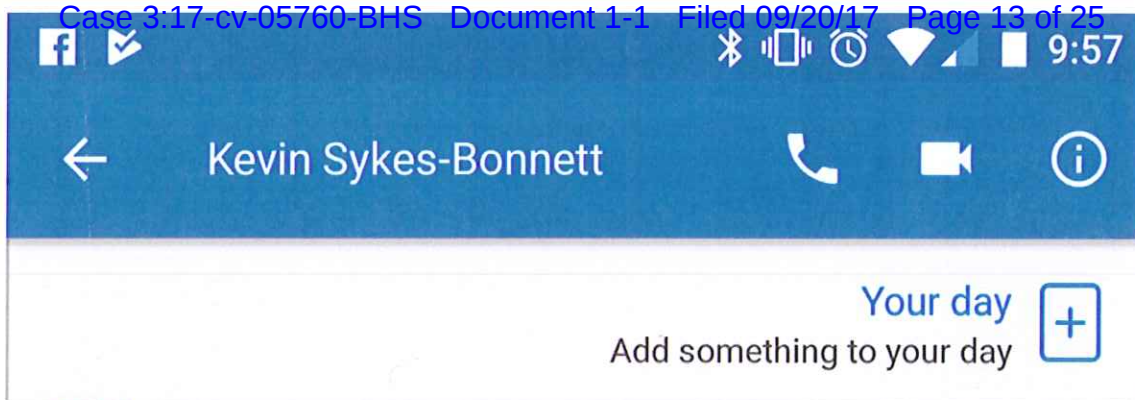 Case 3:17-cv-05760-BHS Document 1-1 Filed 09/20/17 Page 13 of 25
9:57
Kevin Sykes-Bonnett
Your day
Add something to your day